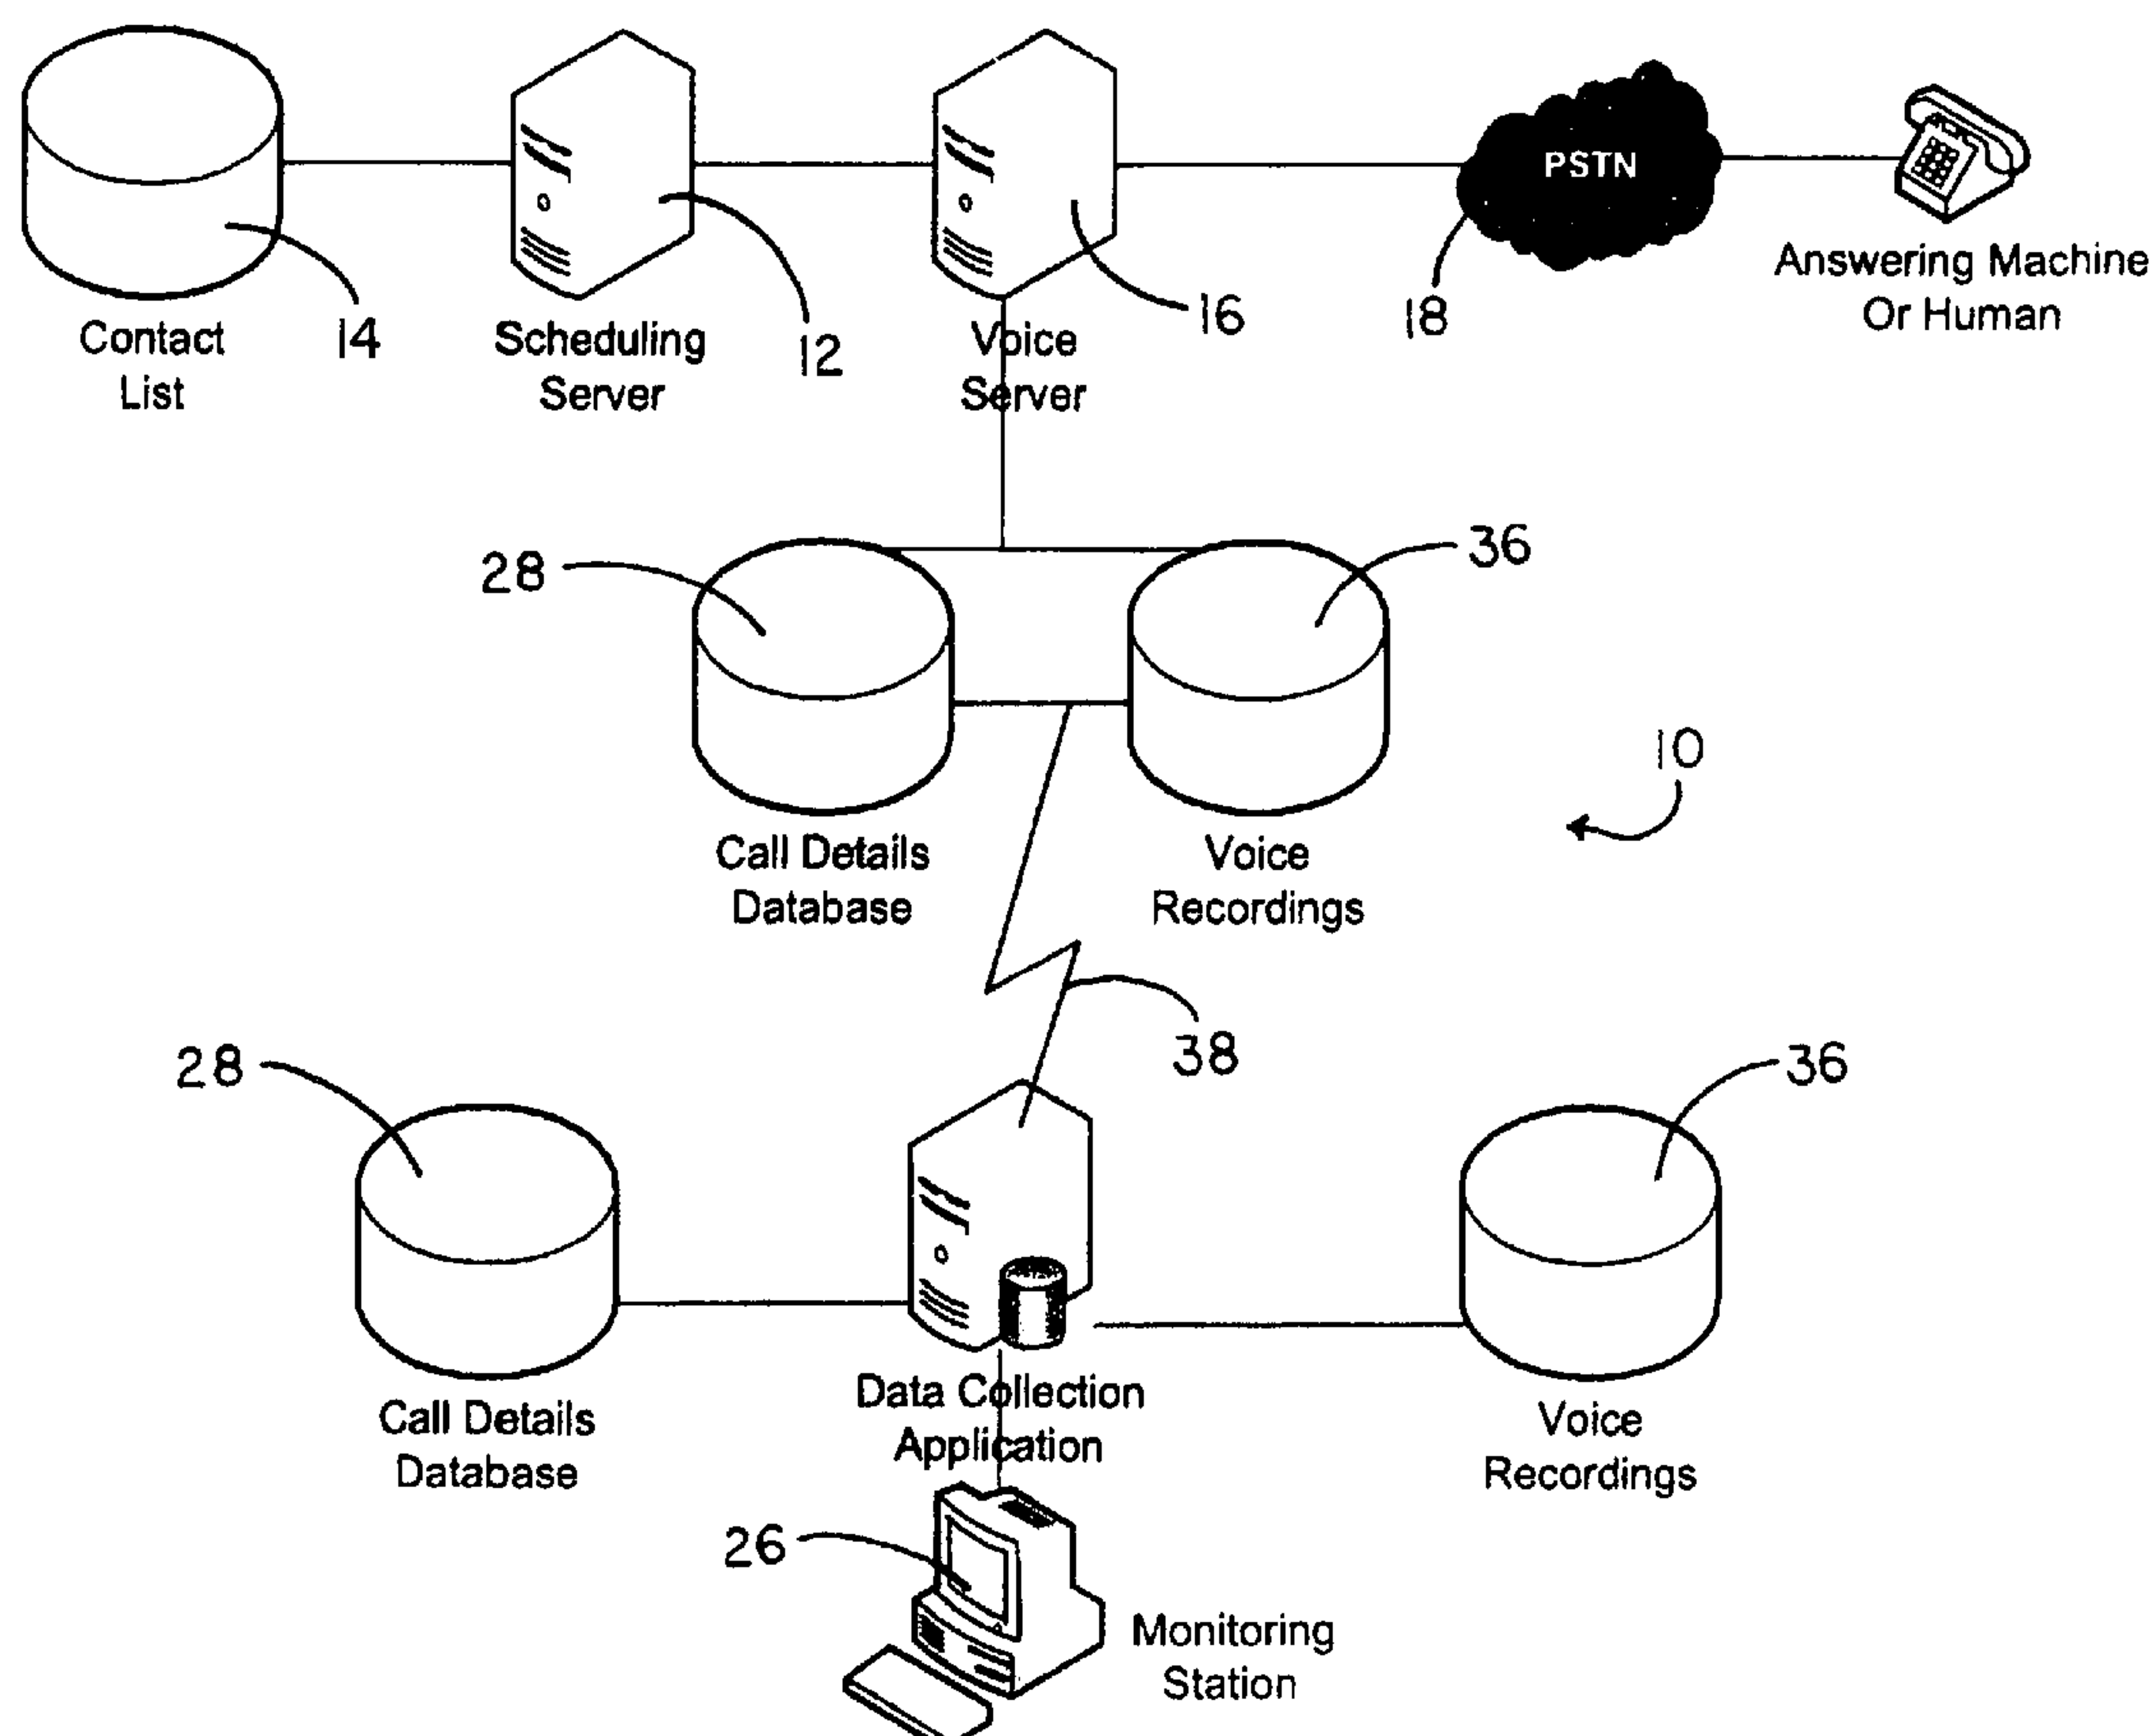 PSTN
Answering Machine
Or Human
14
12
16
18
Contact
List
Scheduling
Server
Voice
Server
28
36
10
Call Details
Database
Voice
Recordings
38
28
36
Call Details
Database
Data Collection
Application
Voice
Recordings
26
Monitoring
Station